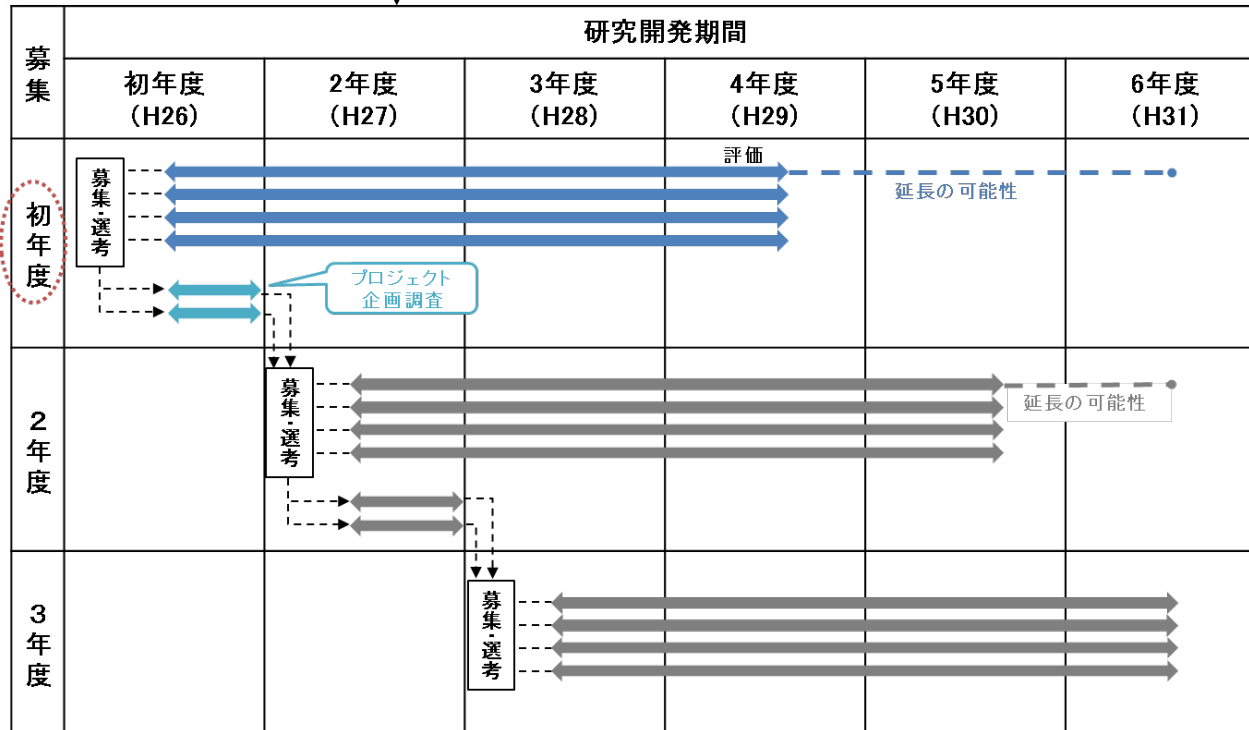 募集
研究開発期間
初年度
（H26）
2年度
（H27）
3年度
（H28）
4年度
（H29）
5年度
（H30）
6年度
（H31）
初年度
募集・選考
評価
延長の可能性
プロジェクト
企画調査
２年度
募集・選考
延長の可能性
３年度
募集・選考